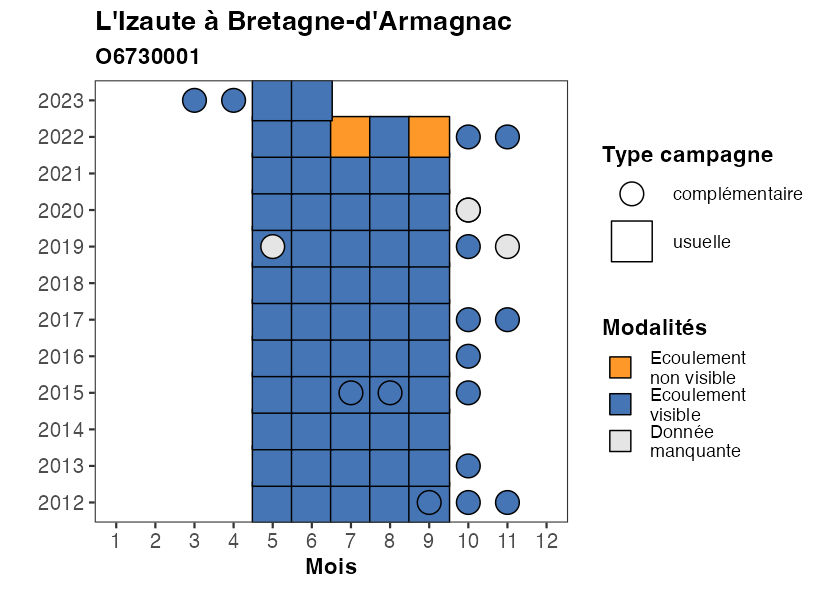 L'Izaute à Bretagne-d'Armagnac
O6730001
2023
2022
2021
2020
2019
2018
2017
2016
2015
2014
2013
2012
1 2 3 4 5 6 7 8 9 10 11 12
Mois
Type campagne
complémentaire
usuelle
Modalités
Ecoulement
non visible
Ecoulement
visible
Donnée
manquante